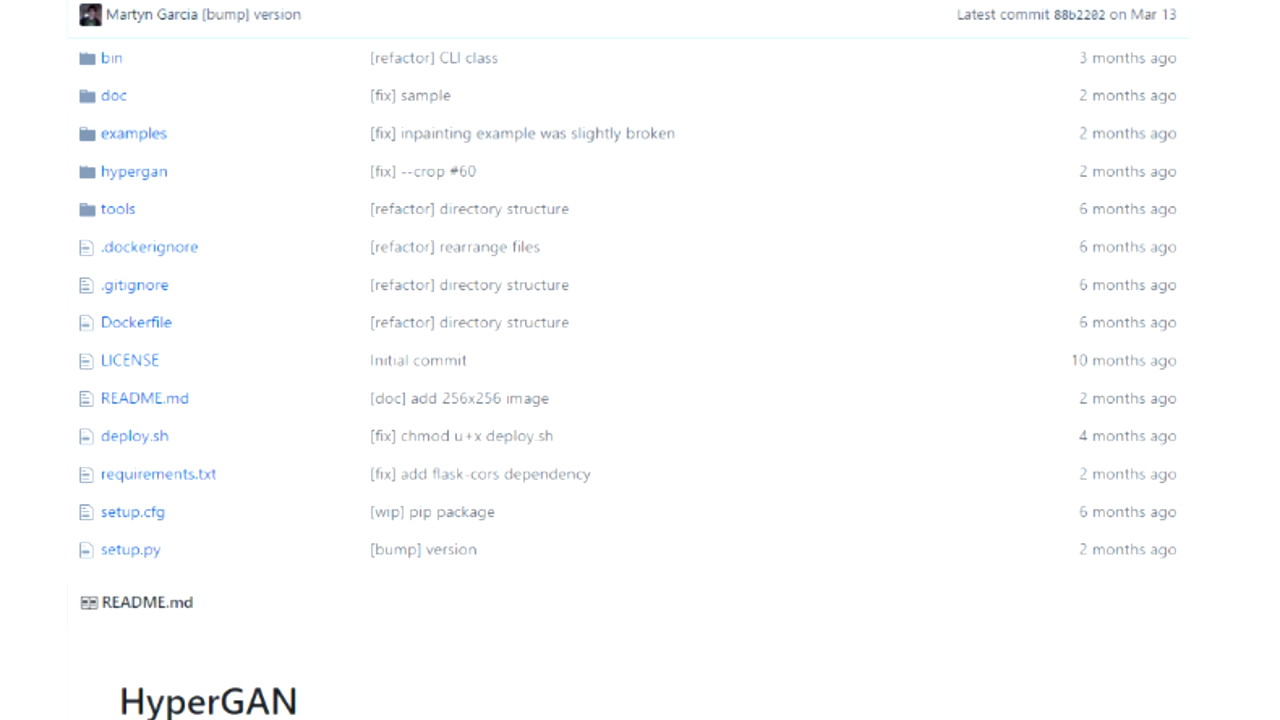 Martyn Garcia [bump] version Latest commit 88b2202 on Mar 13
bin [refactor] CLI class 3 months ago
doc [fix] sample 2 months ago
examples [fix] inpainting example was slightly broken 2 months ago
hypergan [fix] --crop #60 2 months ago
tools [refactor] directory structure 6 months ago
.dockerignore [refactor] rearrange files 6 months ago
.gitignore [refactor] directory structure 6 months ago
Dockerfile [refactor] directory structure 6 months ago
LICENSE Initial commit 10 months ago
README.md [doc] add 256x256 image 2 months ago
deploy.sh [fix] chmod u+x deploy.sh 4 months ago
requirements.txt [fix] add flask-cors dependency 2 months ago
setup.cfg [wip] pip package 6 months ago
setup.py [bump] version 2 months ago
README.md
HyperGAN